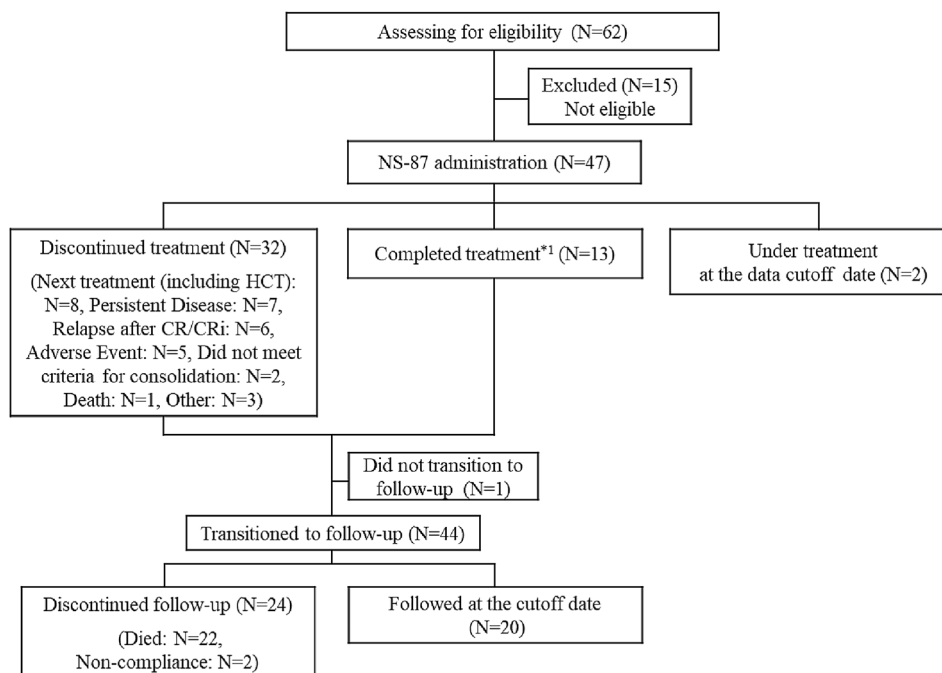 Assessing for eligibility (N=62)
Excluded (N=15)
Not eligible
NS-87 administration (N=47)
Discontinued treatment (N=32)
(Next treatment (including HCT):
N=8, Persistent Disease: N=7,
Relapse after CR/CRi: N=6,
Adverse Event: N=5, Did not meet
criteria for consolidation: N=2,
Death: N=1, Other: N=3)
Completed treatment*1 (N=13)
Under treatment
at the data cutoff date (N=2)
Did not transition to
follow-up (N=1)
Transitioned to follow-up (N=44)
Discontinued follow-up (N=24)
(Died: N=22,
Non-compliance: N=2)
Followed at the cutoff date
(N=20)